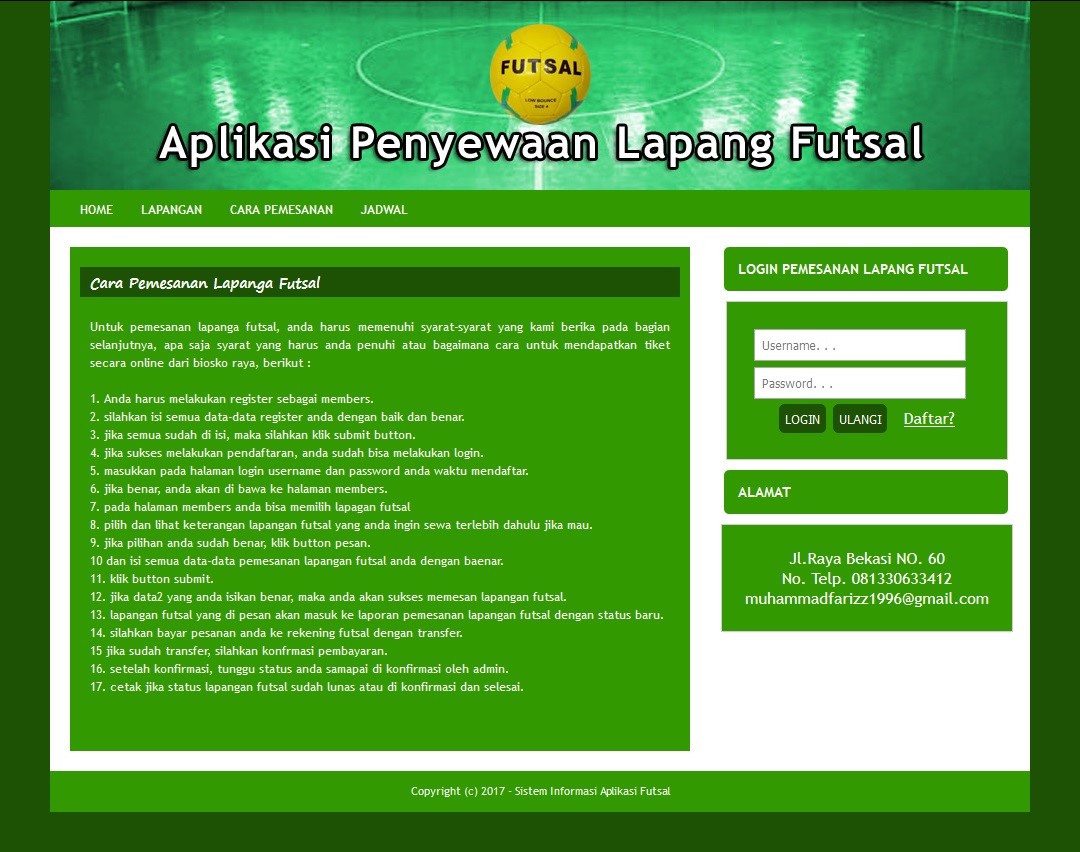 FUTSAL
LOW BOUNCE
SIZE 4
Aplikasi Penyewaan Lapang Futsal
HOME LAPANGAN CARA PEMESANAN JADWAL
Cara Pemesanan Lapanga Futsal
Untuk pemesanan lapanga futsal, anda harus memenuhi syarat-syarat yang kami berika pada bagian
selanjutnya, apa saja syarat yang harus anda penuhi atau bagaimana cara untuk mendapatkan tiket
secara online dari biosko raya, berikut :
1. Anda harus melakukan register sebagai members.
2. silahkan isi semua data-data register anda dengan baik dan benar.
3. jika semua sudah di isi, maka silahkan klik submit button.
4. jika sukses melakukan pendaftaran, anda sudah bisa melakukan login.
5. masukkan pada halaman login username dan password anda waktu mendaftar.
6. jika benar, anda akan di bawa ke halaman members.
7. pada halaman members anda bisa memilih lapagan futsal
8. pilih dan lihat keterangan lapangan futsal yang anda ingin sewa terlebih dahulu jika mau.
9. jika pilihan anda sudah benar, klik button pesan.
10 dan isi semua data-data pemesanan lapangan futsal anda dengan baenar.
11. klik button submit.
12. jika data2 yang anda isikan benar, maka anda akan sukses memesan lapangan futsal.
13. lapangan futsal yang di pesan akan masuk ke laporan pemesanan lapangan futsal dengan status baru.
14. silahkan bayar pesanan anda ke rekening futsal dengan transfer.
15 jika sudah transfer, silahkan konfrmasi pembayaran.
16. setelah konfirmasi, tunggu status anda samapai di konfirmasi oleh admin.
17. cetak jika status lapangan futsal sudah lunas atau di konfirmasi dan selesai.
LOGIN PEMESANAN LAPANG FUTSAL
Username. . .
Password. . .
LOGIN ULANGI Daftar?
ALAMAT
Jl.Raya Bekasi NO. 60
No. Telp. 081330633412
muhammadfarizz1996@gmail.com
Copyright (c) 2017 - Sistem Informasi Aplikasi Futsal